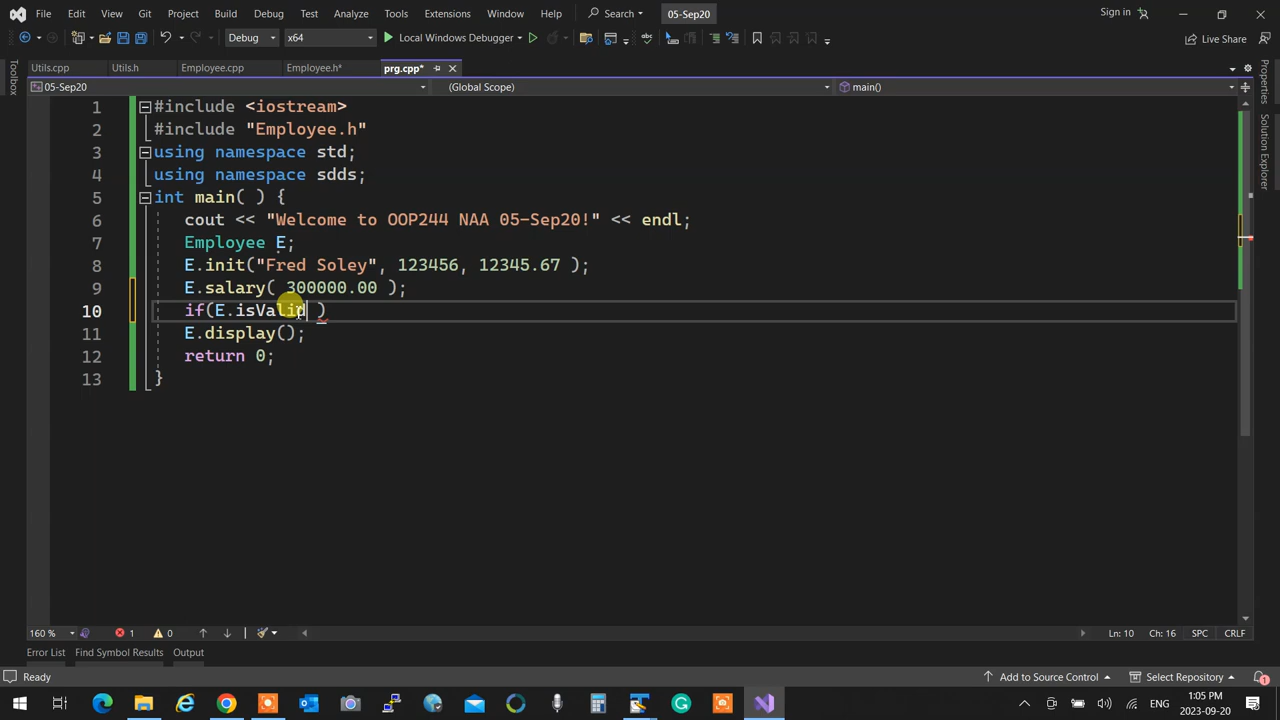 File Edit View Git Project Build Debug Test Analyze Tools Extensions Window Help Search 05-Sep20 Sign in
Debug x64 Local Windows Debugger Live Share
Utils.cpp Utils.h Employee.cpp Employee.h* prg.cpp*
05-Sep20 (Global Scope) main()
Toolbox
Properties
Solution Explorer
1 #include <iostream>
2 #include "Employee.h"
3 using namespace std;
4 using namespace sdds;
5 int main( ) {
6 cout << "Welcome to OOP244 NAA 05-Sep20!" << endl;
7 Employee E;
8 E.init("Fred Soley", 123456, 12345.67 );
9 E.salary( 300000.00 );
10 if(E.isValid )
11 E.display();
12 return 0;
13 }
160 % 1 0 Ln: 10 Ch: 16 SPC CRLF
Error List Find Symbol Results Output
Ready Add to Source Control Select Repository 1
ENG 1:05 PM
2023-09-20